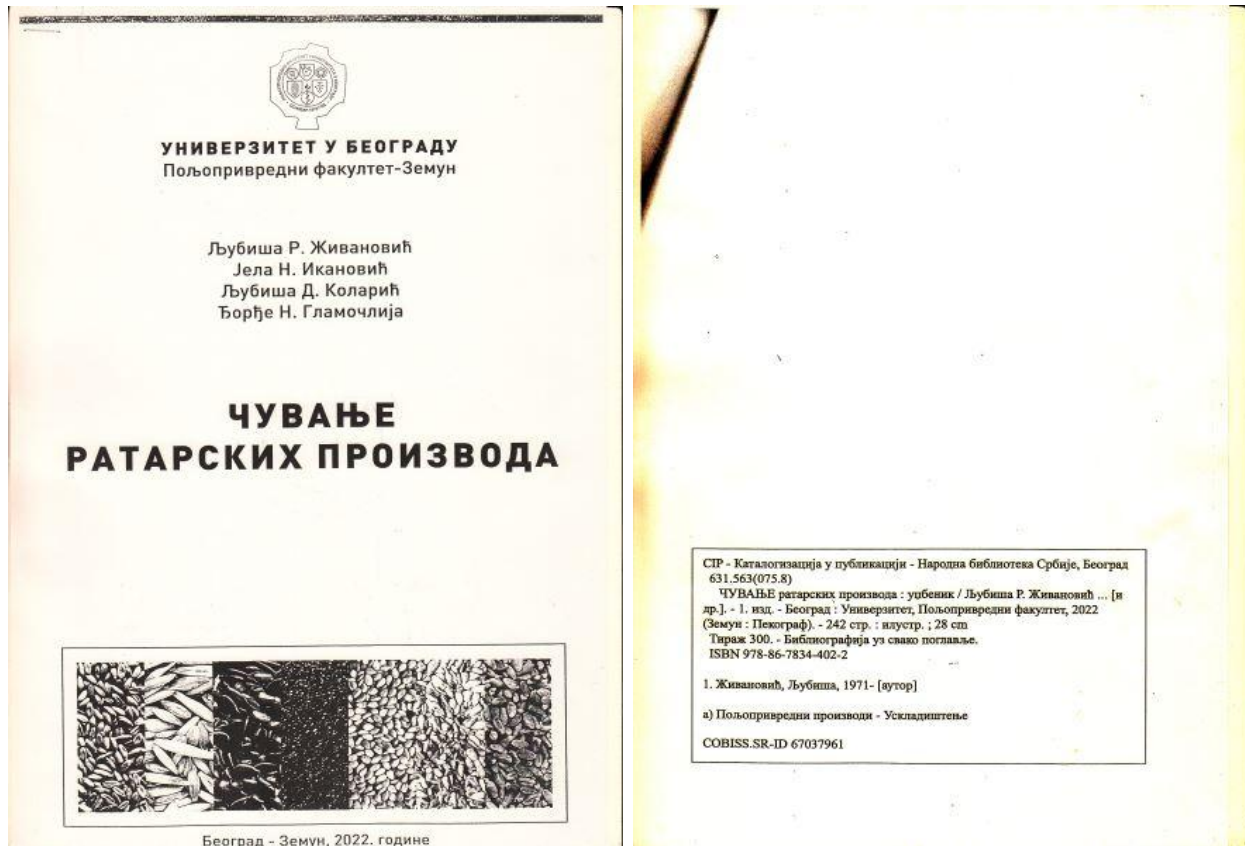 УНИВЕРЗИТЕТ У БЕОГРАДУ
Пољопривредни факултет-Земун
Љубиша Р. Живановић
Јела Н. Икановић
Љубиша Д. Коларић
Ђорђе Н. Гламочлија
ЧУВАЊЕ
РАТАРСКИХ ПРОИЗВОДА
Београд - Земун, 2022. године
CIP - Каталогизација у публикацији - Народна библиотека Србије, Београд
631.563(075.8)
ЧУВАЊЕ ратарских производа : уџбеник / Љубиша Р. Живановић ... [и
др.]. - 1. изд. - Београд : Универзитет, Пољопривредни факултет, 2022
(Земун : Пекограф). - 242 стр. : илустр. ; 28 cm
Тираж 300. - Библиографија уз свако поглавље.
ISBN 978-86-7834-402-2
1. Живановић, Љубиша, 1971- [аутор]
а) Пољопривредни производи - Ускладиштење
COBISS.SR-ID 67037961